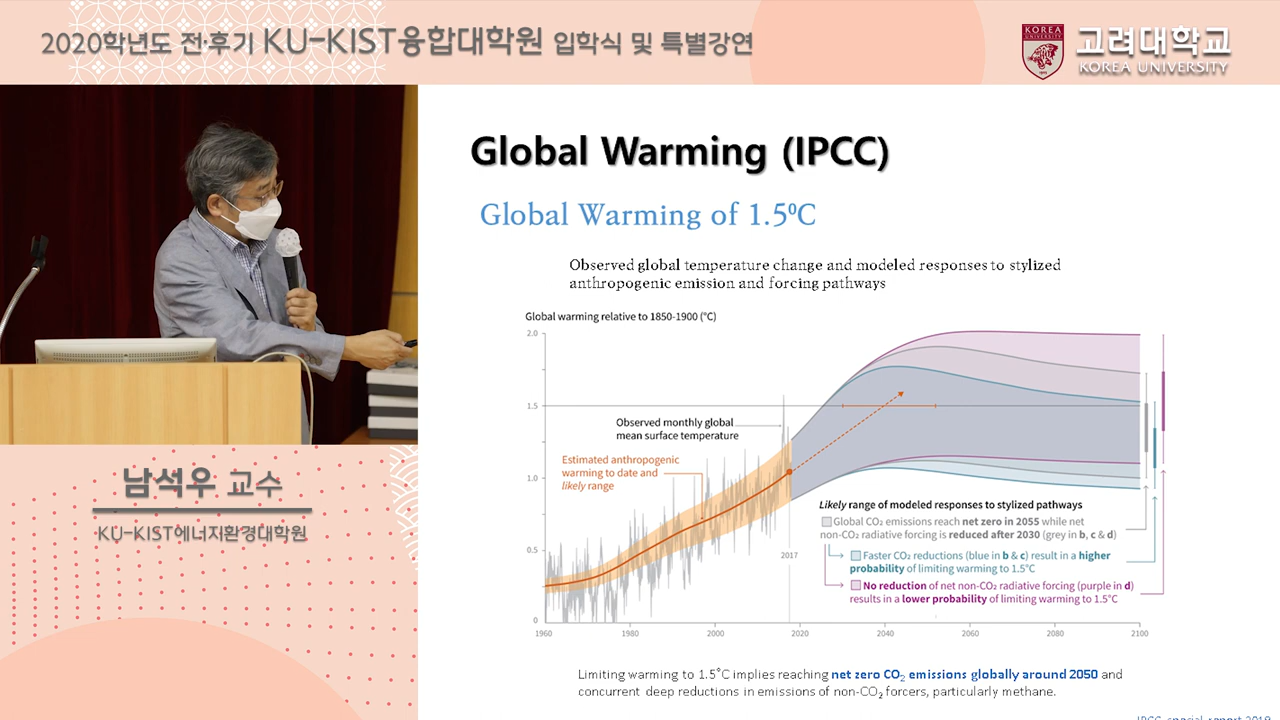 2020학년도 전·후기 KU-KIST융합대학원 입학식 및 특별강연
KOREA
UNIVERSITY
1905
고려대학교
KOREA UNIVERSITY
Global Warming (IPCC)
Global Warming of 1.5⁰C
Observed global temperature change and modeled responses to stylized
anthropogenic emission and forcing pathways
Global warming relative to 1850-1900 (°C)
2.0
1.5
Observed monthly global
mean surface temperature
Estimated anthropogenic
warming to date and
likely range
1.0
0.5
0
2017
Likely range of modeled responses to stylized pathways
Global CO₂ emissions reach net zero in 2055 while net
non-CO₂ radiative forcing is reduced after 2030 (grey in b, c & d)
Faster CO₂ reductions (blue in b & c) result in a higher
probability of limiting warming to 1.5°C
No reduction of net non-CO₂ radiative forcing (purple in d)
results in a lower probability of limiting warming to 1.5°C
1960 1980 2000 2020 2040 2060 2080 2100
Limiting warming to 1.5˚C implies reaching net zero CO₂ emissions globally around 2050 and
concurrent deep reductions in emissions of non-CO₂ forcers, particularly methane.
남석우 교수
KU-KIST에너지환경대학원